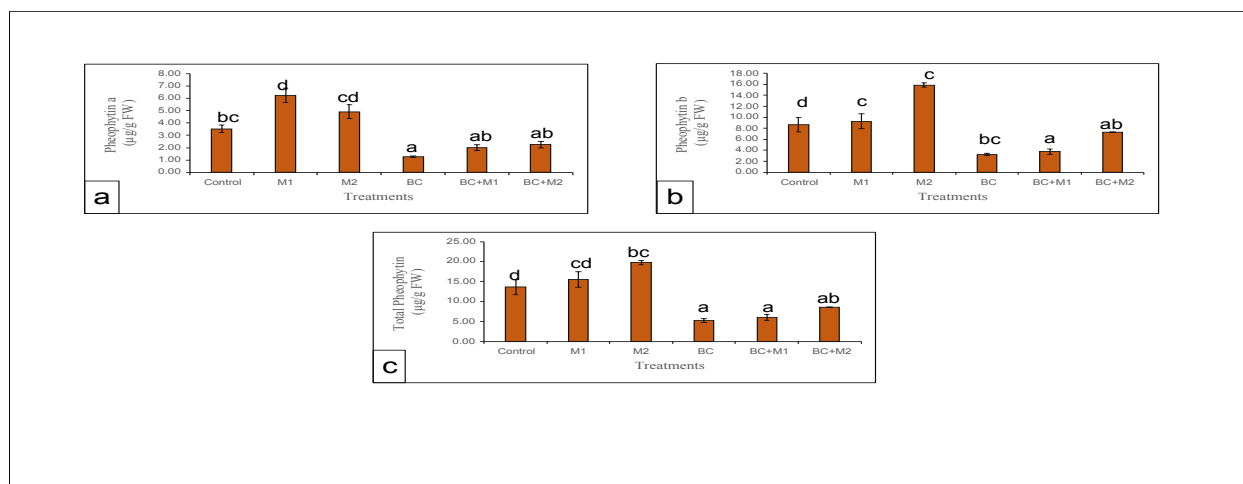 8.00
7.00
6.00
5.00
4.00
3.00
2.00
1.00
0.00
Pheophytin a
(µg/g FW)
bc
d
cd
a
ab
ab
Control
M1
M2
BC
BC+M1
BC+M2
Treatments
a
18.00
16.00
14.00
12.00
10.00
8.00
6.00
4.00
2.00
0.00
Pheophytin b
(µg/g FW)
d
c
c
bc
a
ab
Control
M1
M2
BC
BC+M1
BC+M2
Treatments
b
25.00
20.00
15.00
10.00
5.00
0.00
Total Pheophytin
(µg/g FW)
d
cd
bc
a
a
ab
Control
M1
M2
BC
BC+M1
BC+M2
Treatments
c